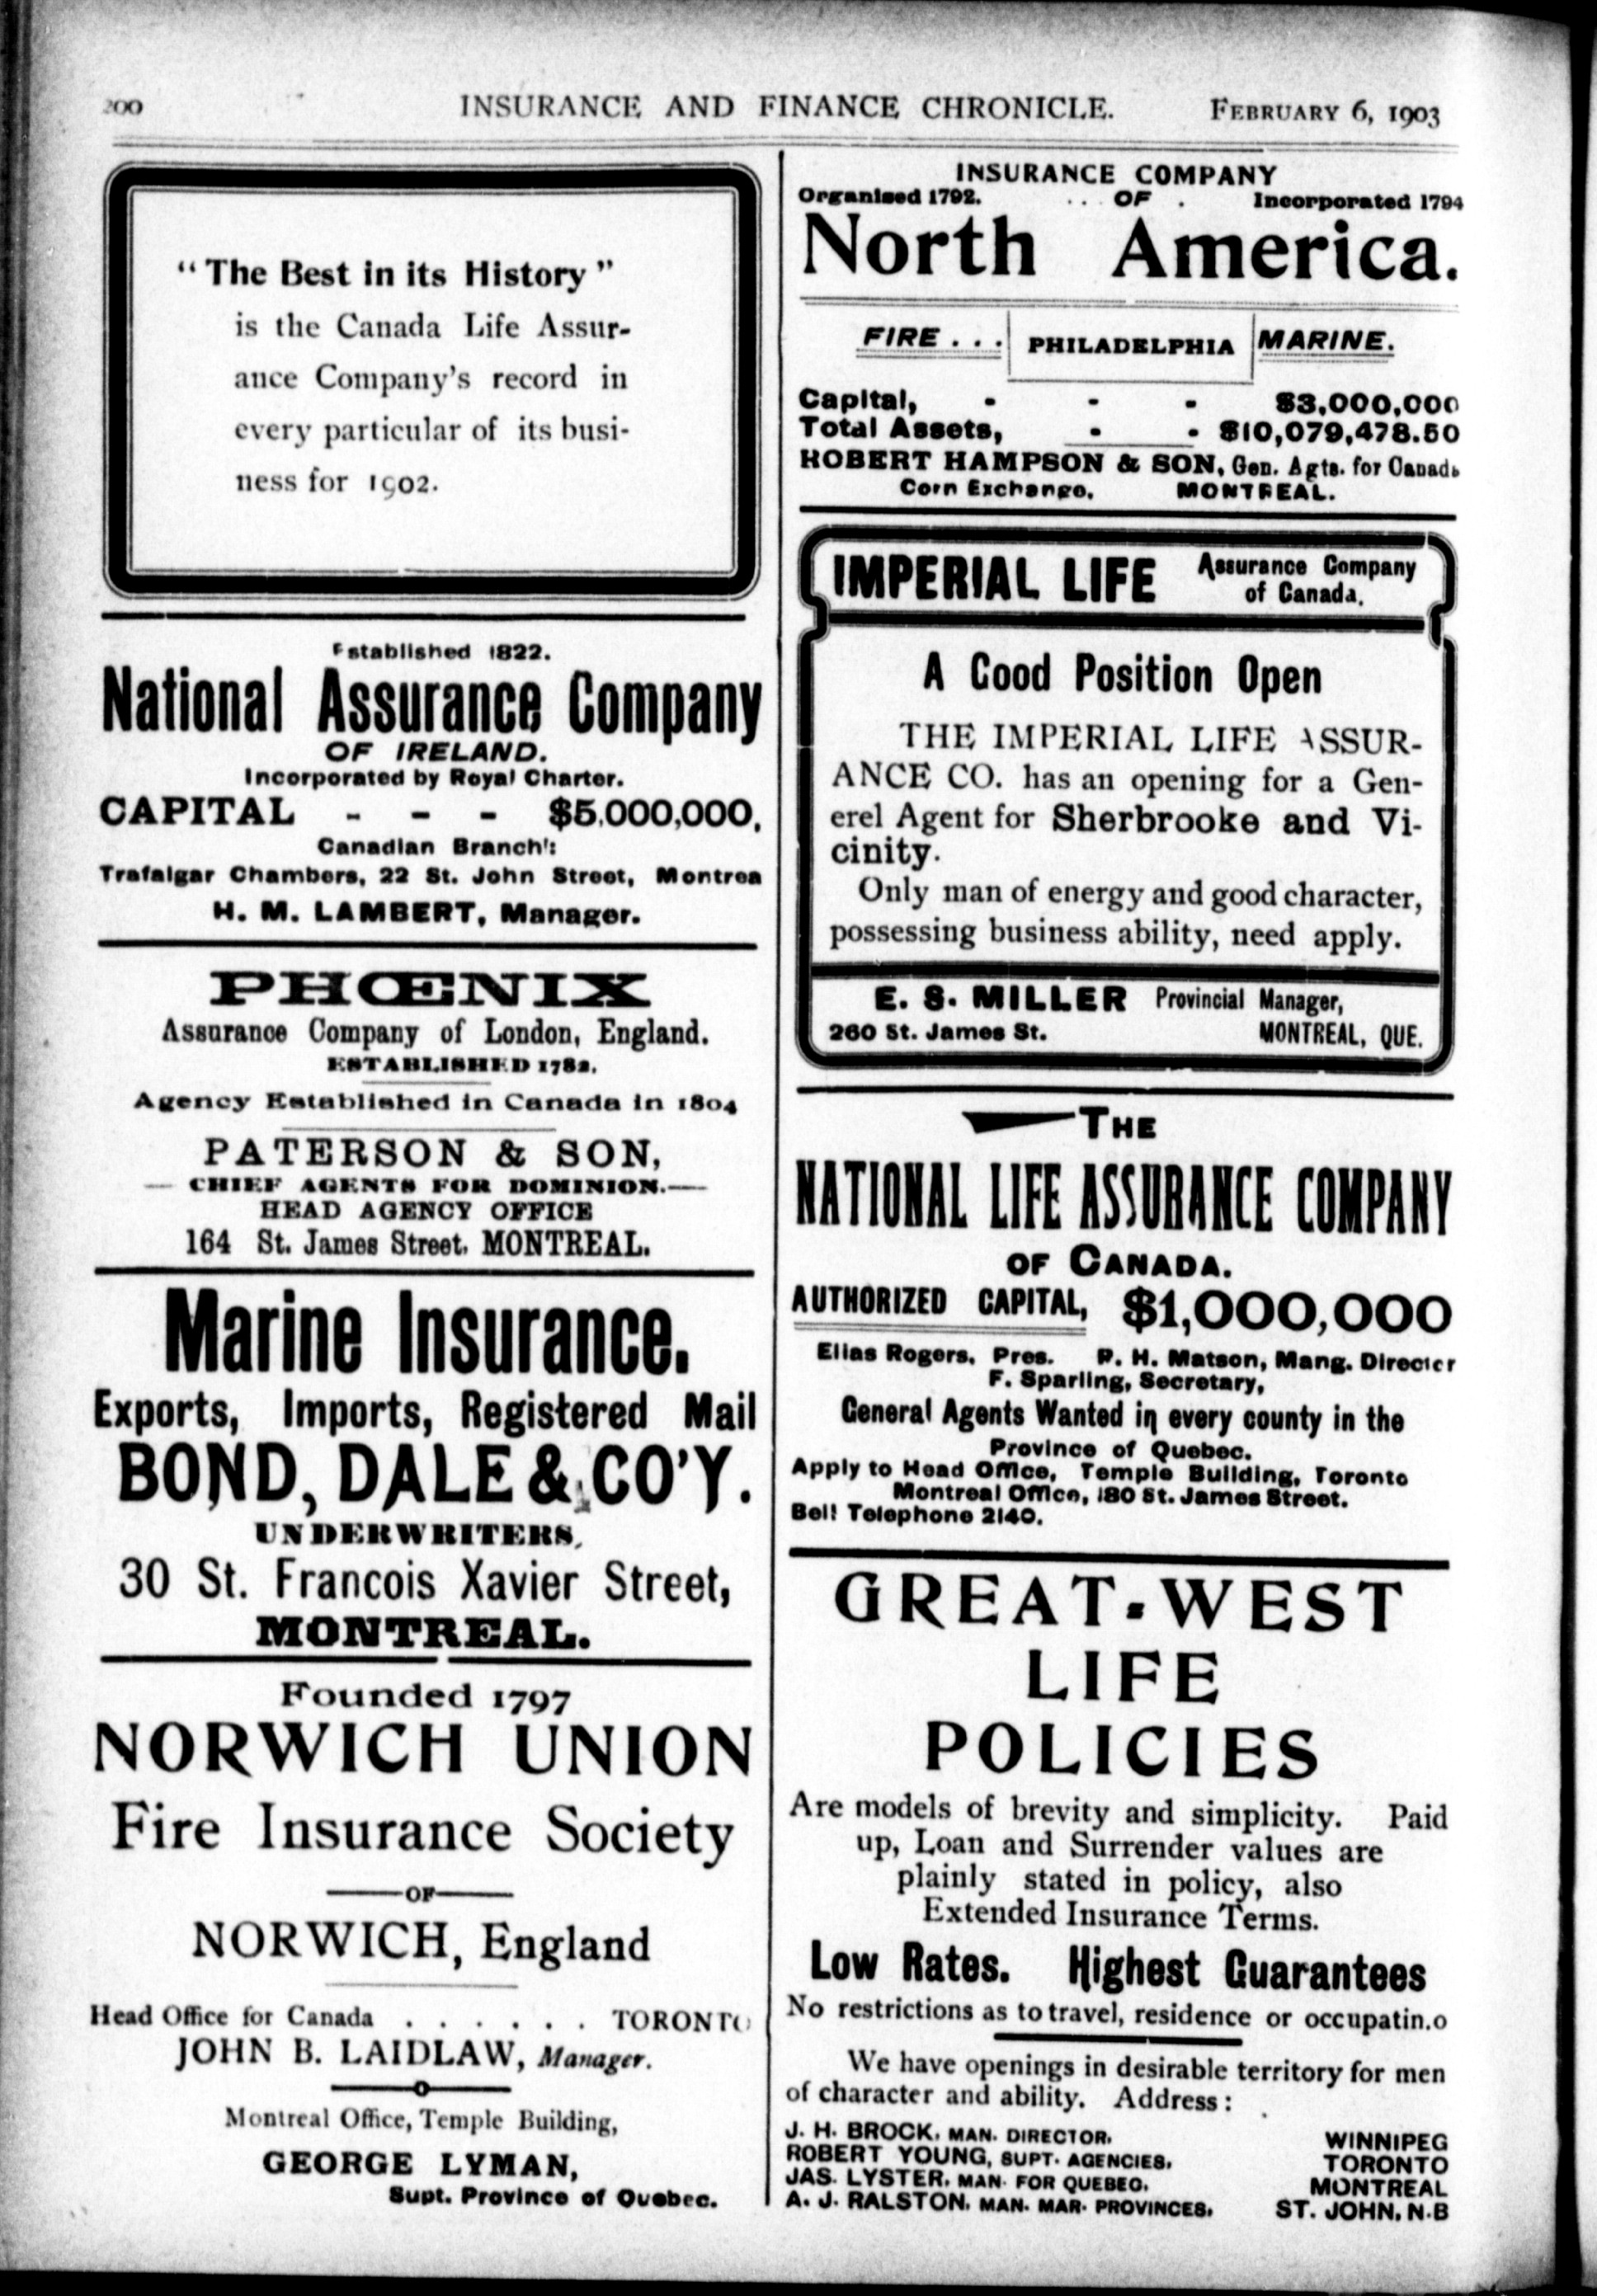 200 INSURANCE AND FINANCE CHRONICLE. FEBRUARY 6, 1903
"The Best in its History"
is the Canada Life Assur-
ance Company's record in
every particular of its busi-
ness for 1902.
Established 1822.
National Assurance Company
OF IRELAND.
Incorporated by Royal Charter.
CAPITAL - - - $5,000,000,
Canadian Branch:
Trafalgar Chambers, 22 St. John Street, Montrea
H. M. LAMBERT, Manager.
PHŒNIX
Assurance Company of London, England.
ESTABLISHED 1782.
Agency Established in Canada in 1804
PATERSON & SON,
— CHIEF AGENTS FOR DOMINION.—
HEAD AGENCY OFFICE
164 St. James Street, MONTREAL.
Marine Insurance.
Exports, Imports, Registered Mail
BOND, DALE & CO'Y.
UNDERWRITERS,
30 St. Francois Xavier Street,
MONTREAL.
Founded 1797
NORWICH UNION
Fire Insurance Society
—OF—
NORWICH, England
Head Office for Canada . . . . . . TORONTO
JOHN B. LAIDLAW, Manager.
Montreal Office, Temple Building,
GEORGE LYMAN,
Supt. Province of Quebec.
INSURANCE COMPANY
Organised 1792. . . OF . Incorporated 1794
North America.
FIRE . . . PHILADELPHIA MARINE.
Capital, - - - $3,000,000
Total Assets, - - $10,079,478.50
ROBERT HAMPSON & SON, Gen. Agts. for Canada
Corn Exchange, MONTREAL.
IMPERIAL LIFE Assurance Company
of Canada.
A Good Position Open
THE IMPERIAL LIFE ASSUR-
ANCE CO. has an opening for a Gen-
erel Agent for Sherbrooke and Vi-
cinity.
Only man of energy and good character,
possessing business ability, need apply.
E. S. MILLER Provincial Manager,
260 St. James St. MONTREAL, QUE.
THE
NATIONAL LIFE ASSURANCE COMPANY
OF CANADA.
AUTHORIZED CAPITAL, $1,000,000
Elias Rogers, Pres. R. H. Matson, Mang. Director
F. Sparling, Secretary,
General Agents Wanted in every county in the
Province of Quebec.
Apply to Head Office, Temple Building, Toronto
Montreal Office, 180 St. James Street.
Bell Telephone 2140.
GREAT-WEST
LIFE
POLICIES
Are models of brevity and simplicity. Paid
up, Loan and Surrender values are
plainly stated in policy, also
Extended Insurance Terms.
Low Rates. Highest Guarantees
No restrictions as to travel, residence or occupatin.o
We have openings in desirable territory for men
of character and ability. Address:
J. H. BROCK, MAN. DIRECTOR, WINNIPEG
ROBERT YOUNG, SUPT. AGENCIES, TORONTO
JAS. LYSTER, MAN. FOR QUEBEC, MONTREAL
A. J. RALSTON, MAN. MAR. PROVINCES, ST. JOHN, N.B